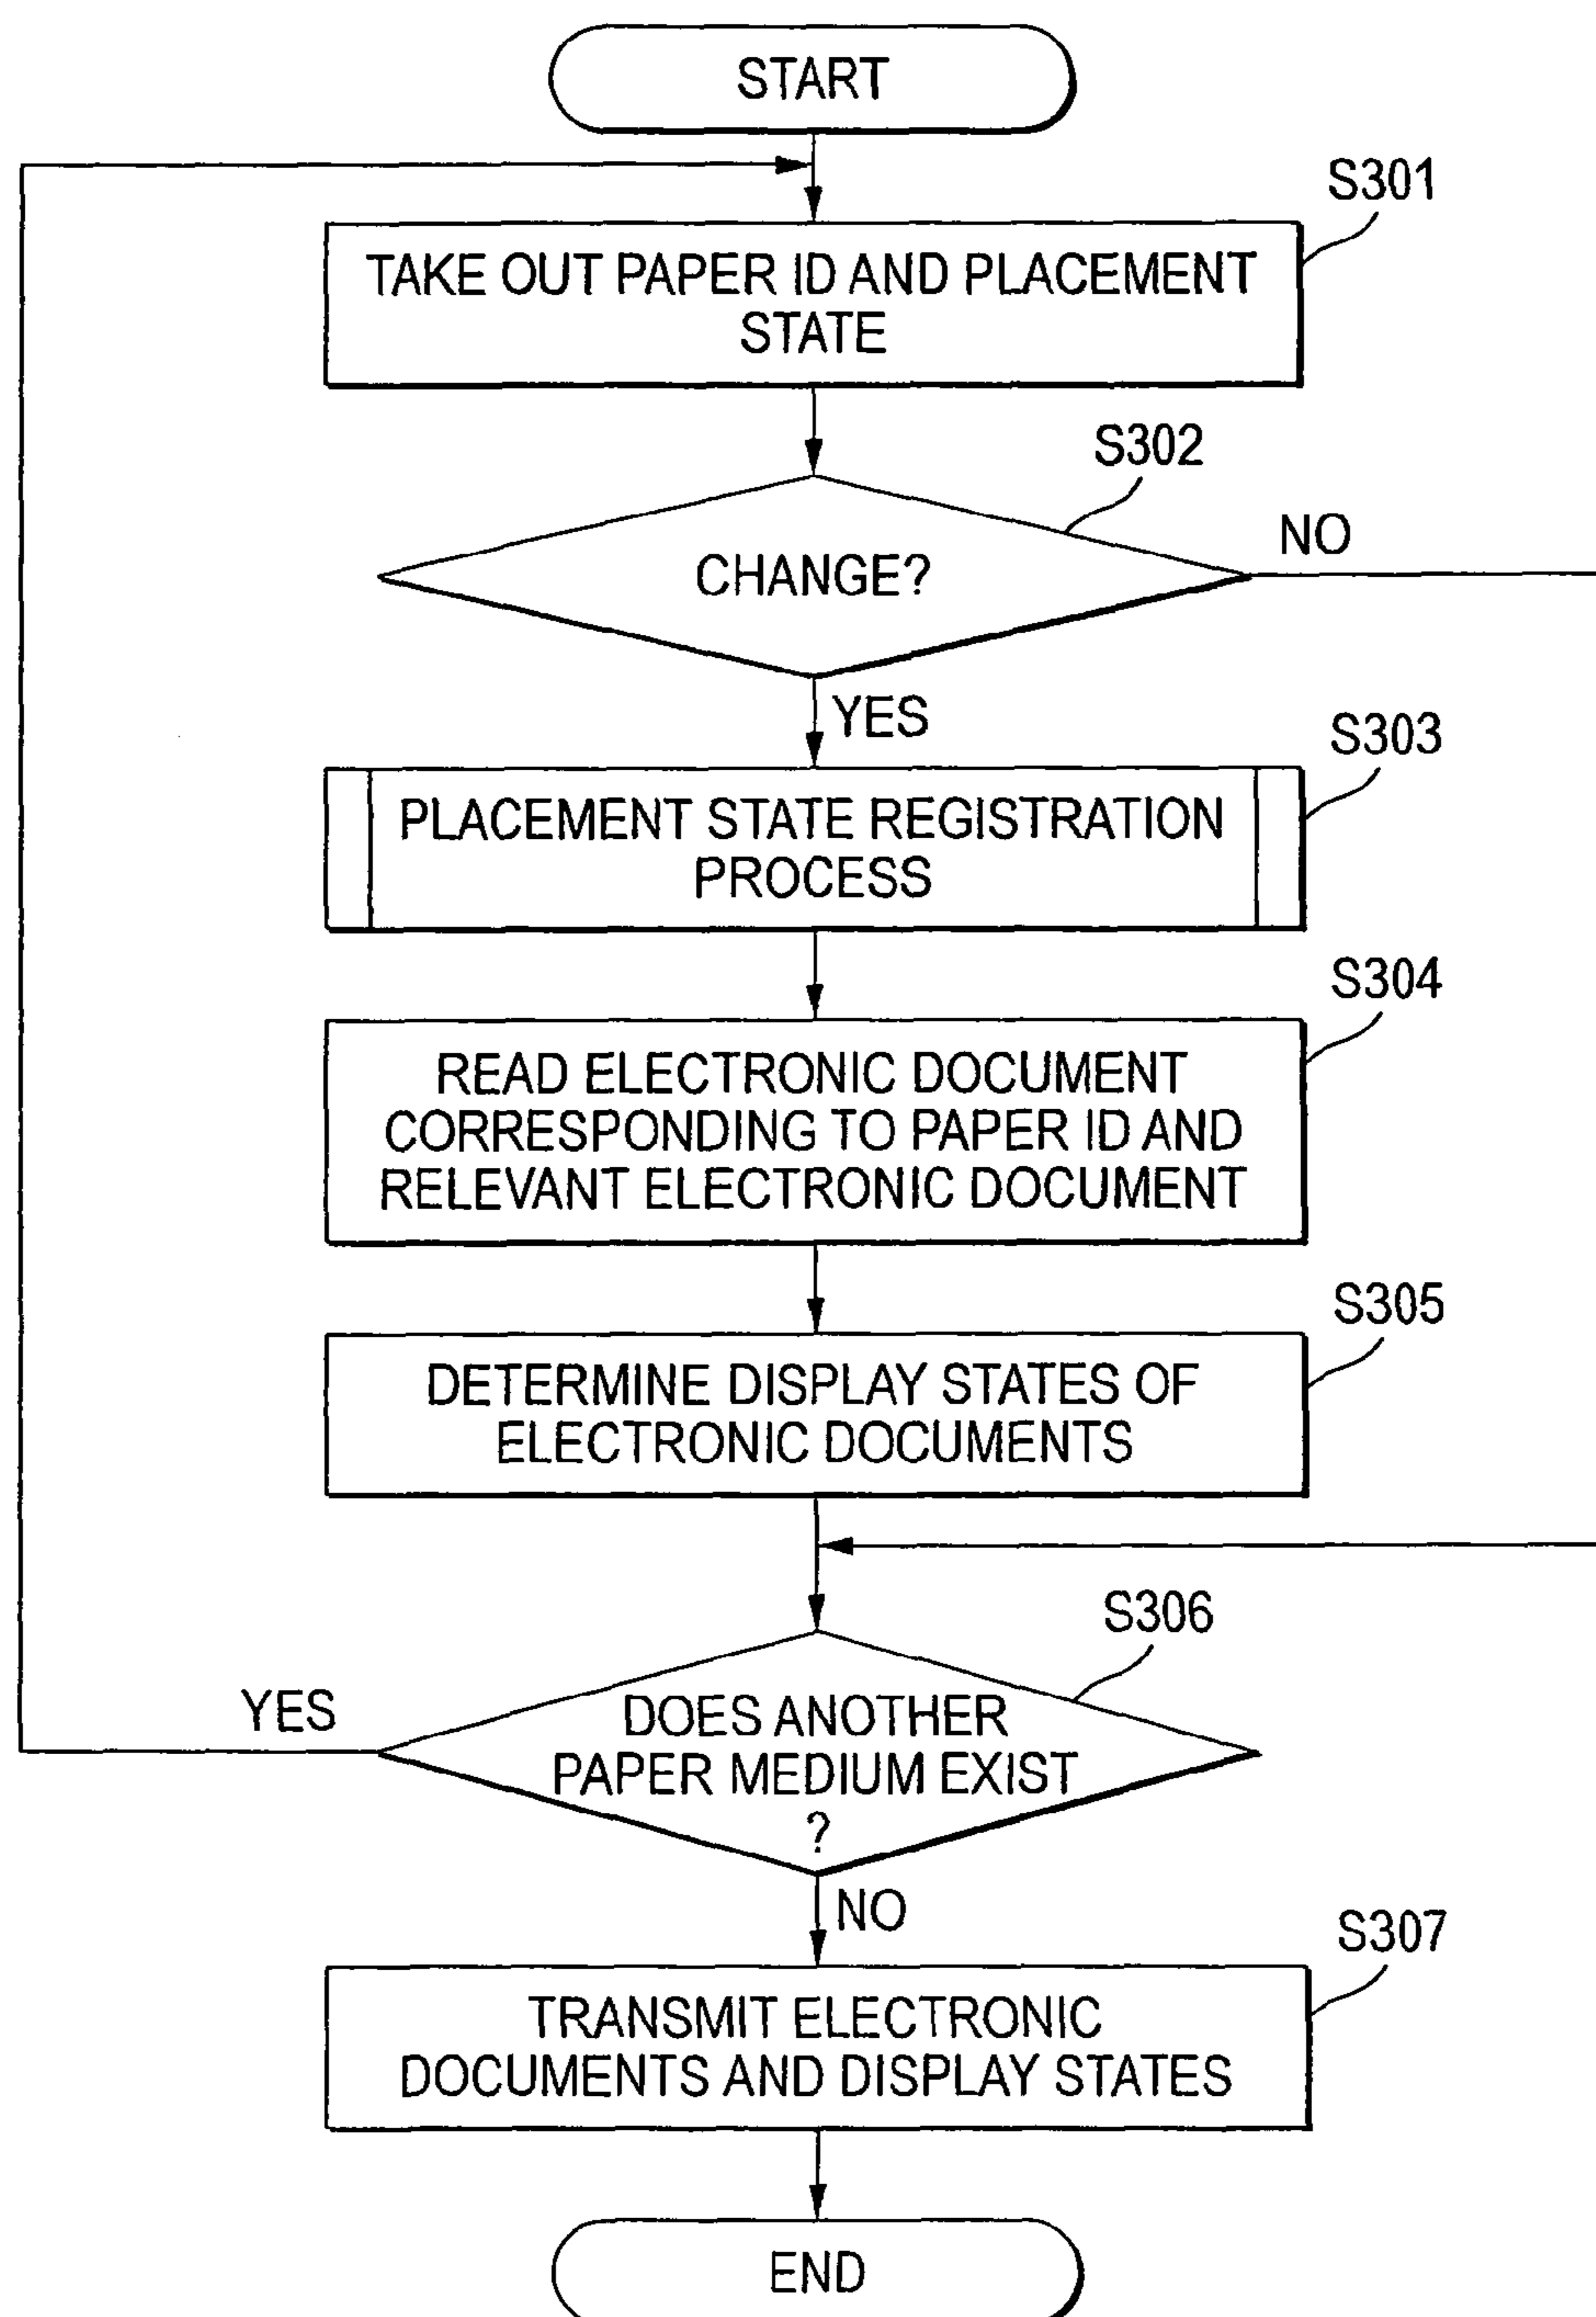 START
S301
TAKE OUT PAPER ID AND PLACEMENT
STATE
S302
CHANGE?
NO
YES
S303
PLACEMENT STATE REGISTRATION
PROCESS
S304
READ ELECTRONIC DOCUMENT
CORRESPONDING TO PAPER ID AND
RELEVANT ELECTRONIC DOCUMENT
S305
DETERMINE DISPLAY STATES OF
ELECTRONIC DOCUMENTS
S306
YES
DOES ANOTHER
PAPER MEDIUM EXIST
?
NO
S307
TRANSMIT ELECTRONIC
DOCUMENTS AND DISPLAY STATES
END